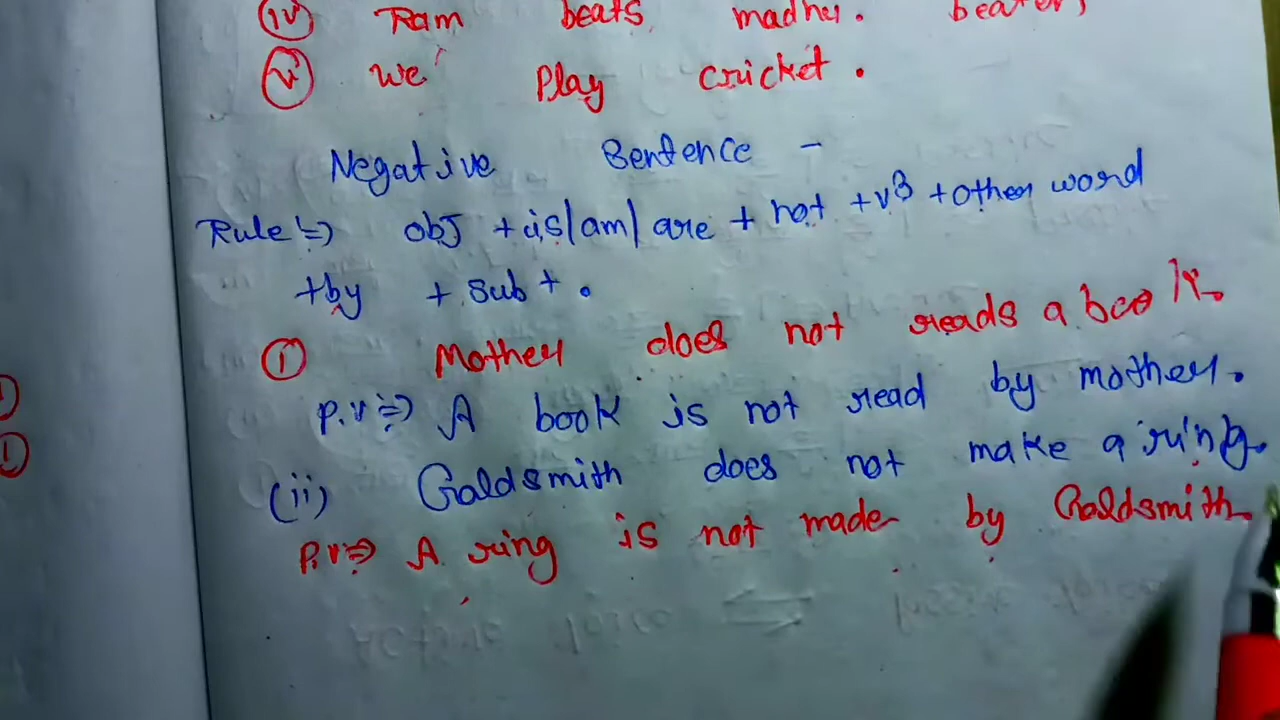 (iv) Ram beats madhu.
(v) We Play cricket.
Negative Sentence -
Rule :=> obj + is/am/are + not + v3 + other word
+by + sub + .
(i) Mother does not reads a book.
P.V :=> A book is not read by mother.
(ii) Goldsmith does not make a ring.
P.V :=> A ring is not made by Goldsmith.